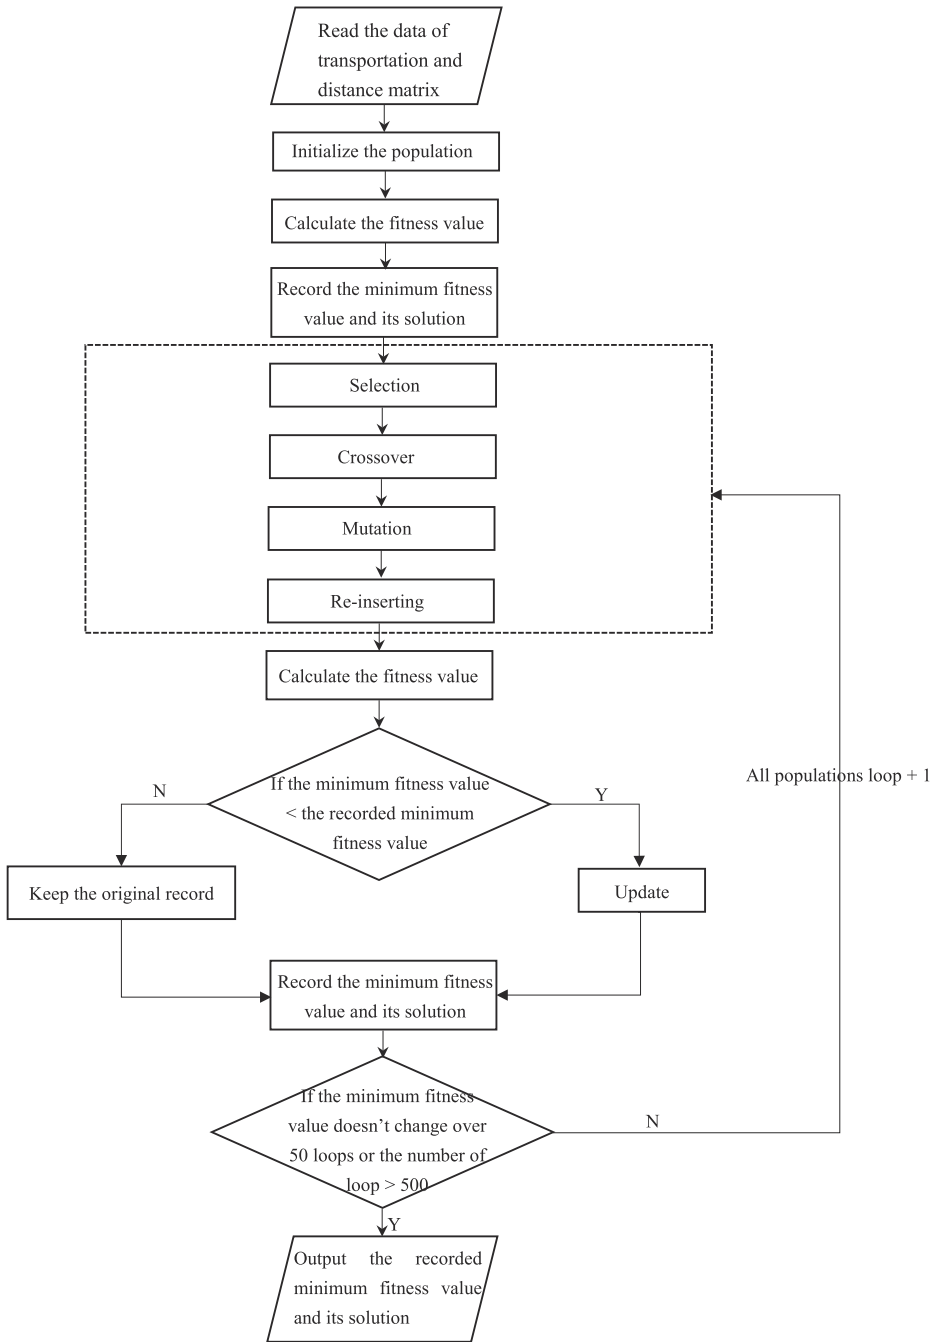 Read the data of
transportation and
distance matrix
Initialize the population
Calculate the fitness value
Record the minimum fitness
value and its solution
Selection
Crossover
Mutation
Re-inserting
Calculate the fitness value
All populations loop + 1
If the minimum fitness value
< the recorded minimum
fitness value
N
Y
Keep the original record
Update
Record the minimum fitness
value and its solution
If the minimum fitness
value doesn't change over
50 loops or the number of
loop > 500
N
Y
Output the recorded
minimum fitness value
and its solution